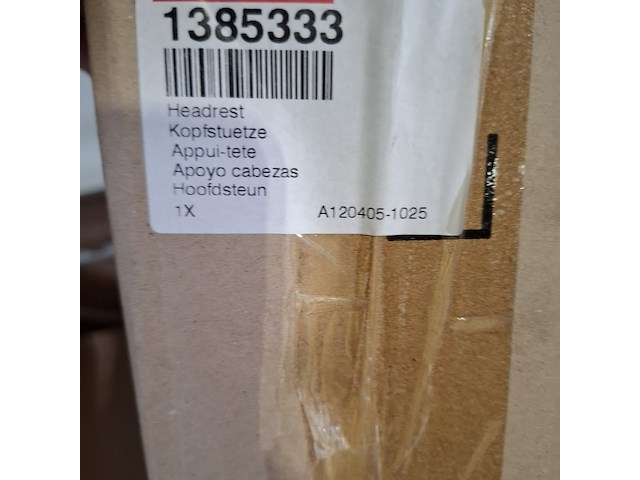 1385333
Headrest
Kopfstuetze
Appui-tete
Apoyo cabezas
Hoofdsteun
1X A120405-1025